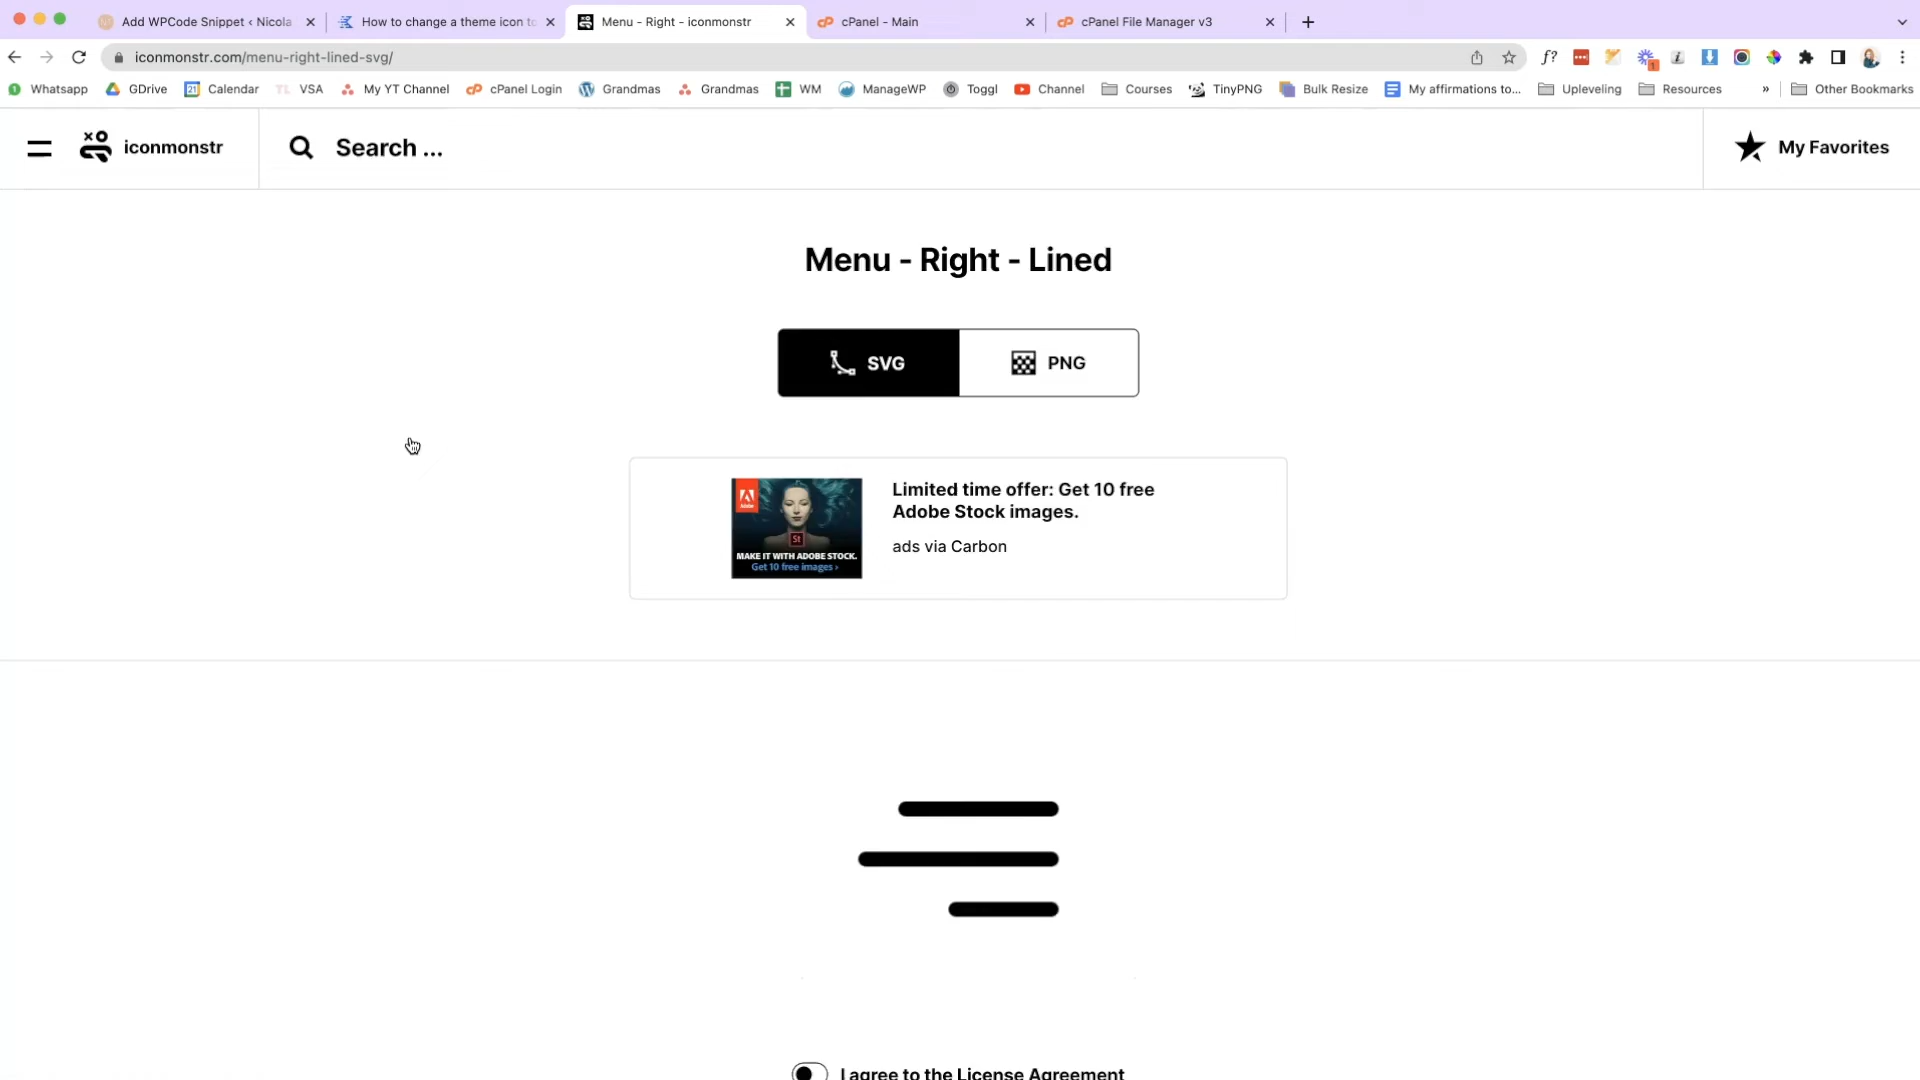 Add WPCode Snippet ‹ Nicola
How to change a theme icon to
Menu - Right - iconmonstr
cPanel - Main
cPanel File Manager v3
iconmonstr.com/menu-right-lined-svg/
Whatsapp
GDrive
Calendar
TL VSA
My YT Channel
cPanel Login
Grandmas
Grandmas
WM
ManageWP
Toggl
Channel
Courses
TinyPNG
Bulk Resize
My affirmations to...
Upleveling
Resources
»
Other Bookmarks
iconmonstr
Search ...
My Favorites
Menu - Right - Lined
SVG
PNG
Adobe
St
MAKE IT WITH ADOBE STOCK.
Get 10 free images ›
Limited time offer: Get 10 free
Adobe Stock images.
ads via Carbon
I agree to the License Agreement